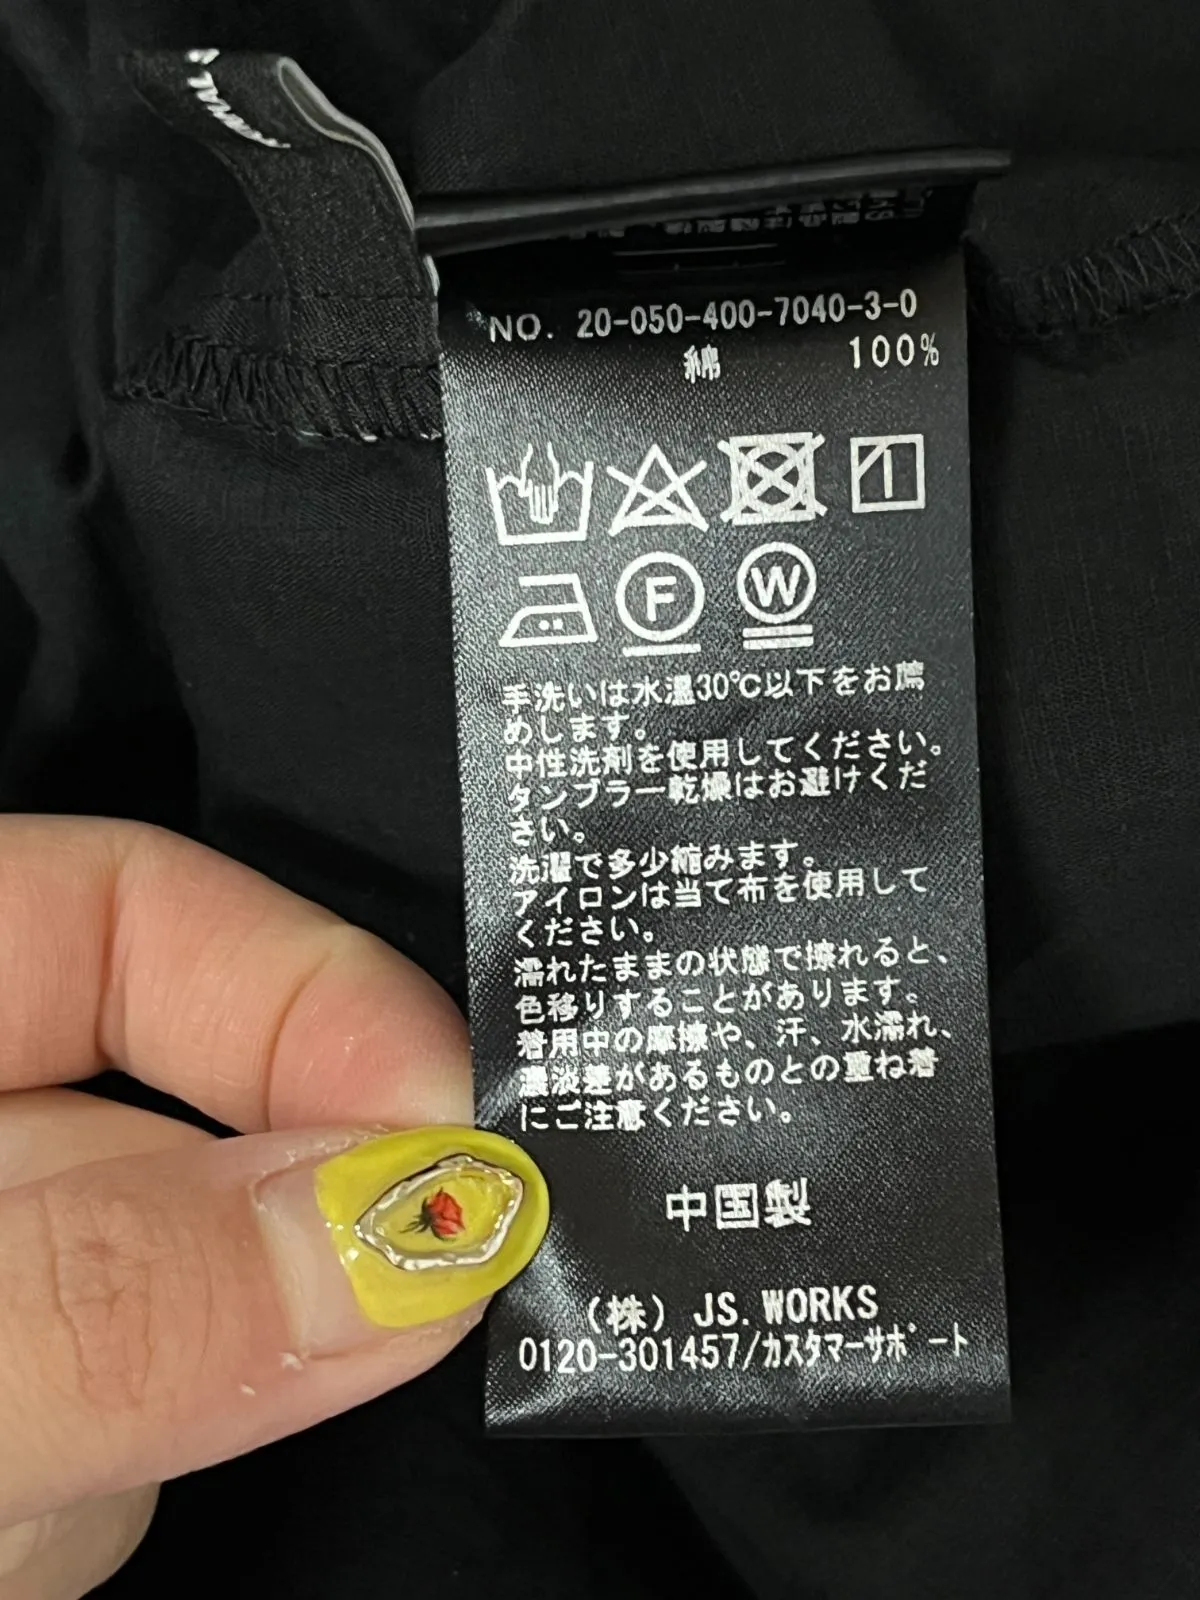 NO. 20-050-400-7040-3-0
綿 100%
F W
手洗いは水温30℃以下をお薦
めします。
中性洗剤を使用してください。
タンブラー乾燥はお避けくだ
さい。
洗濯で多少縮みます。
アイロンは当て布を使用して
ください。
濡れたままの状態で擦れると、
色移りすることがあります。
着用中の摩擦や、汗、水濡れ、
濃淡差があるものとの重ね着
にご注意ください。
中国製
(株) JS.WORKS
0120-301457/カスタマーサポート